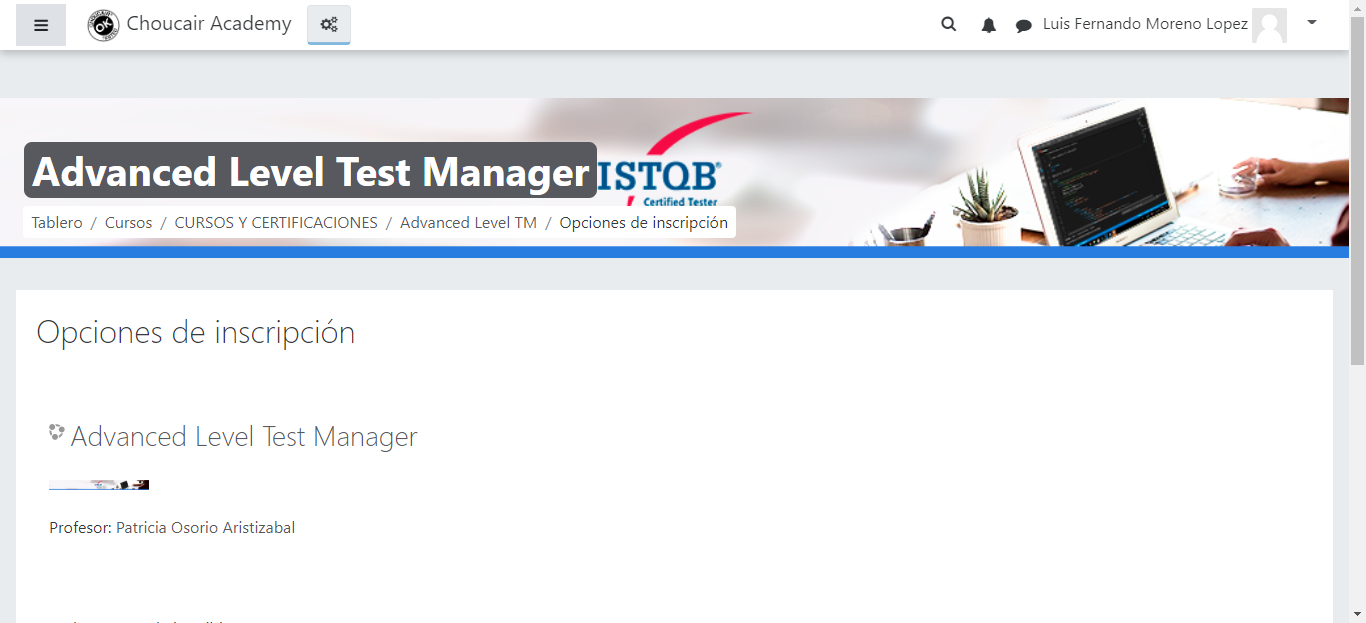 Choucair Academy
Luis Fernando Moreno Lopez
Advanced Level Test Manager
ISTQB®
Certified Tester
Tablero / Cursos / CURSOS Y CERTIFICACIONES / Advanced Level TM / Opciones de inscripción
Opciones de inscripción
Advanced Level Test Manager
Profesor: Patricia Osorio Aristizabal